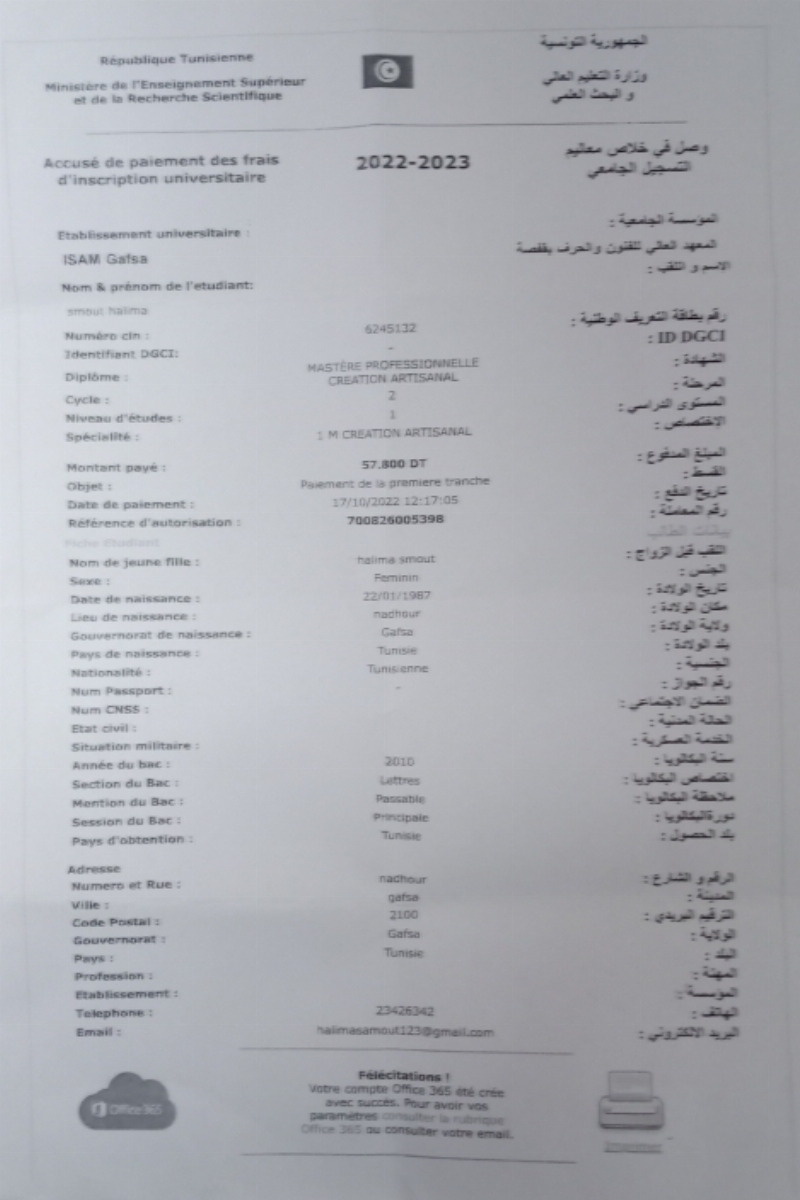 République Tunisienne
الجمهورية التونسية
Ministère de l'Enseignement Supérieur
et de la Recherche Scientifique
وزارة التعليم العالي
و البحث العلمي
Accusé de paiement des frais
d'inscription universitaire
2022-2023
وصل في خلاص معاليم
التسجيل الجامعي
Etablissement universitaire :
المؤسسة الجامعية :
ISAM Gafsa
المعهد العالي للفنون والحرف بقفصة
Nom & prénom de l'etudiant:
الاسم و اللقب :
smout halima
Numéro cin : 6245132 رقم بطاقة التعريف الوطنية :
Identifiant DGCI: - ID DGCI :
Diplôme : MASTÈRE PROFESSIONNELLE
CREATION ARTISANAL الشهادة :
Cycle : 2 المرحلة :
Niveau d'études : 1 المستوى الدراسي :
Spécialité : 1 M CREATION ARTISANAL الاختصاص :
Montant payé : 57.800 DT المبلغ المدفوع :
Objet : Paiement de la premiere tranche القسط :
Date de paiement : 17/10/2022 12:17:05 تاريخ الدفع :
Référence d'autorisation : 700826005398 رقم المعاملة :
Fiche Etudiant بيانات الطالب
Nom de jeune fille : halima smout اللقب قبل الزواج :
Sexe : Feminin الجنس :
Date de naissance : 22/01/1987 تاريخ الولادة :
Lieu de naissance : nadhour مكان الولادة :
Gouvernorat de naissance : Gafsa ولاية الولادة :
Pays de naissance : Tunisie بلد الولادة :
Nationalité : Tunisienne الجنسية :
Num Passport : - رقم الجواز :
Num CNSS : الضمان الاجتماعي :
Etat civil : الحالة المدنية :
Situation militaire : الخدمة العسكرية :
Année du bac : 2010 سنة البكالوريا :
Section du Bac : Lettres اختصاص البكالوريا :
Mention du Bac : Passable ملاحظة البكالوريا :
Session du Bac : Principale دورة البكالوريا :
Pays d'obtention : Tunisie بلد الحصول :
Adresse
Numero et Rue : nadhour الرقم و الشارع :
Ville : gafsa المدينة :
Code Postal : 2100 الترقيم البريدي :
Gouvernorat : Gafsa الولاية :
Pays : Tunisie البلد :
Profession : المهنة :
Etablissement : المؤسسة :
Telephone : 23426342 الهاتف :
Email : halimasamout123@gmail.com البريد الالكتروني :
Félécitations !
Votre compte Office 365 été crée
avec succès. Pour avoir vos
paramètres consulter la rubrique
Office 365 ou consulter votre email.
Office 365
Imprimer